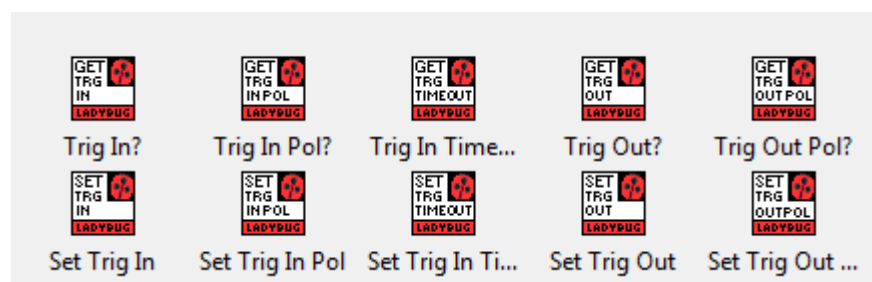 GET TRG IN LADYBUG
GET TRG IN POL LADYBUG
GET TRG TIMEOUT LADYBUG
GET TRG OUT LADYBUG
GET TRG OUT POL LADYBUG
Trig In? Trig In Pol? Trig In Time... Trig Out? Trig Out Pol?
SET TRG IN LADYBUG
SET TRG IN POL LADYBUG
SET TRG TIMEOUT LADYBUG
SET TRG OUT LADYBUG
SET TRG OUTPOL LADYBUG
Set Trig In Set Trig In Pol Set Trig In Ti... Set Trig Out Set Trig Out ...